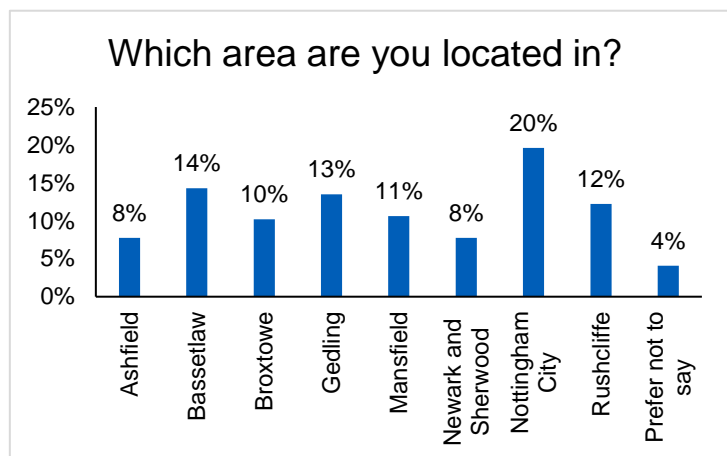 Which area are you located in?
25%
20%
15%
10%
5%
0%
8%
14%
10%
13%
11%
8%
20%
12%
4%
Ashfield
Bassetlaw
Broxtowe
Gedling
Mansfield
Newark and
Sherwood
Nottingham
City
Rushcliffe
Prefer not to
say